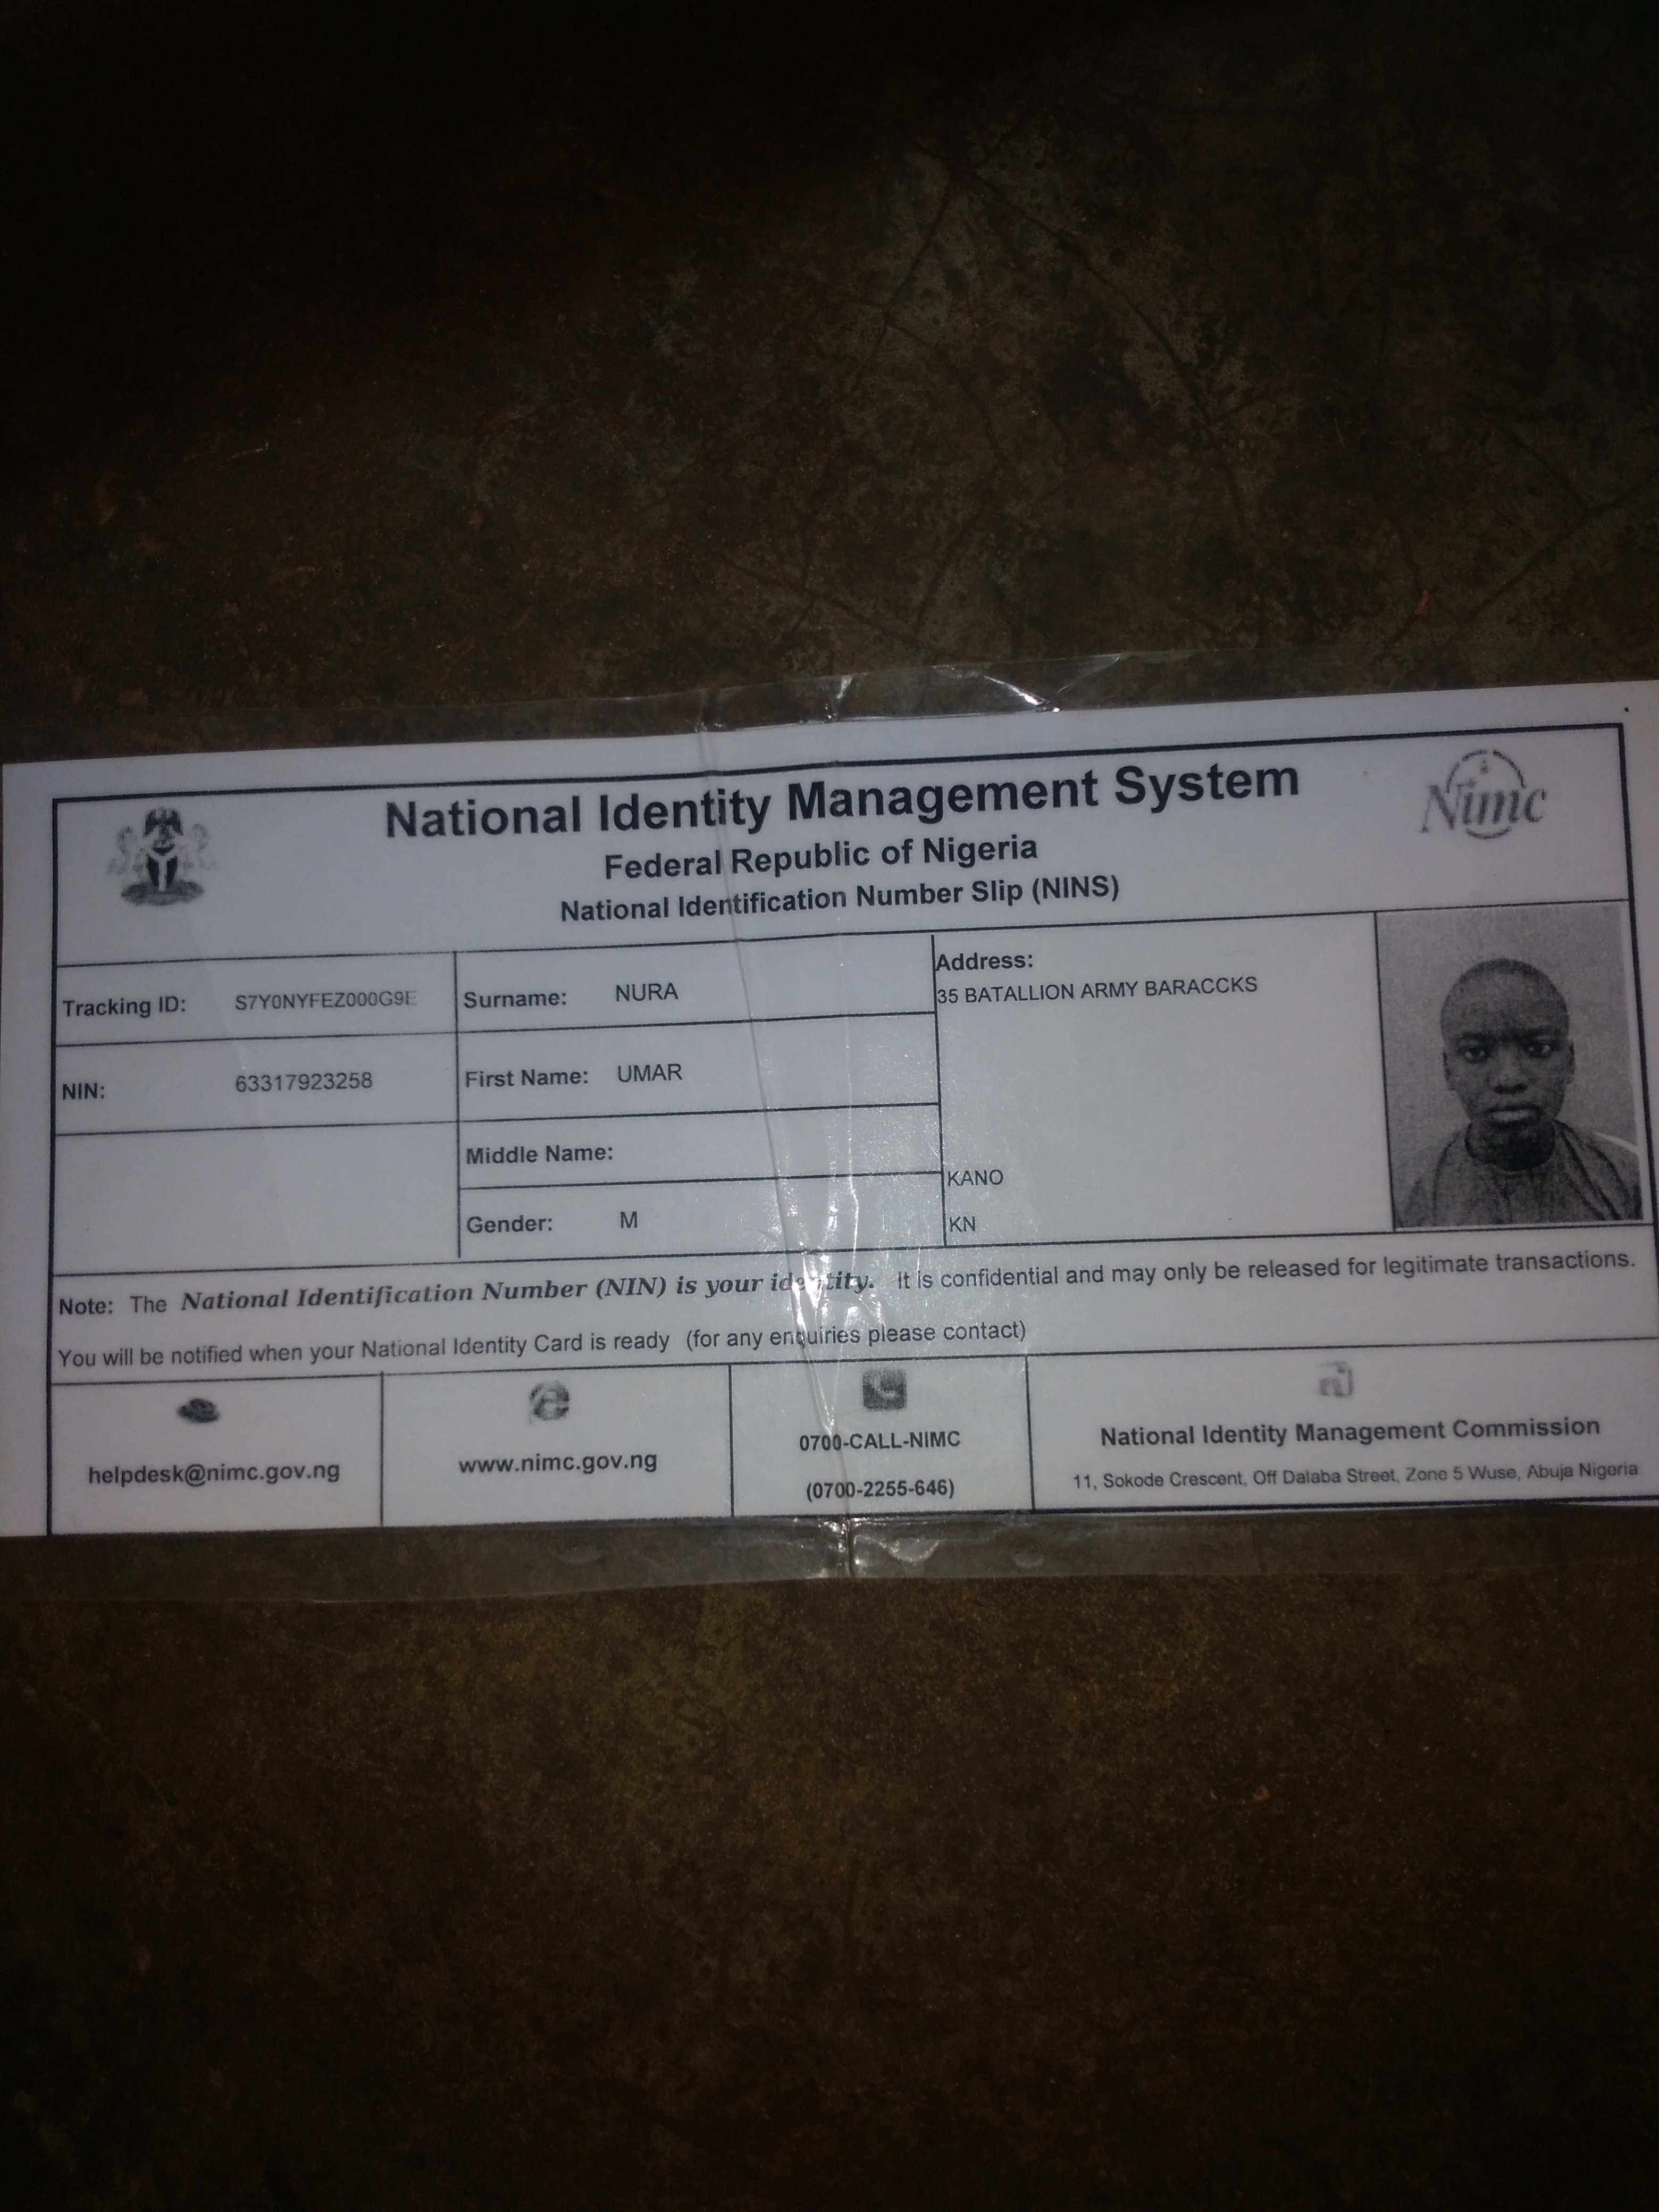 National Identity Management System
Federal Republic of Nigeria
National Identification Number Slip (NINS)
Nimc
Tracking ID: S7Y0NYFEZ000G9E
Surname: NURA
Address:
35 BATALLION ARMY BARACCKS
NIN: 63317923258
First Name: UMAR
Middle Name:
KANO
Gender: M
KN
Note: The National Identification Number (NIN) is your identity. It is confidential and may only be released for legitimate transactions.
You will be notified when your National Identity Card is ready (for any enquiries please contact)
helpdesk@nimc.gov.ng
www.nimc.gov.ng
0700-CALL-NIMC
(0700-2255-646)
National Identity Management Commission
11, Sokode Crescent, Off Dalaba Street, Zone 5 Wuse, Abuja Nigeria